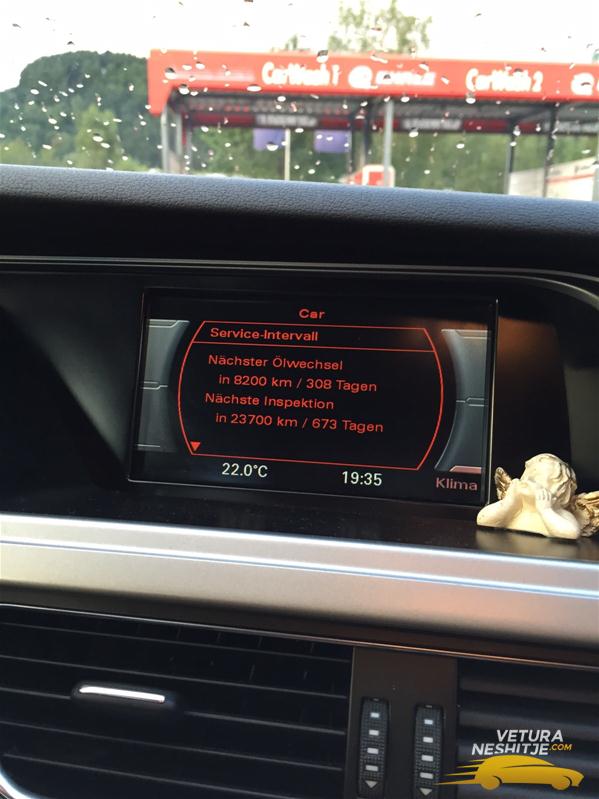 CarWash 1
CarWash 2
Car
Service-Intervall
Nächster Ölwechsel
in 8200 km / 308 Tagen
Nächste Inspektion
in 23700 km / 673 Tagen
22.0°C
19:35
Klima
VETURA
NESHITJE.COM